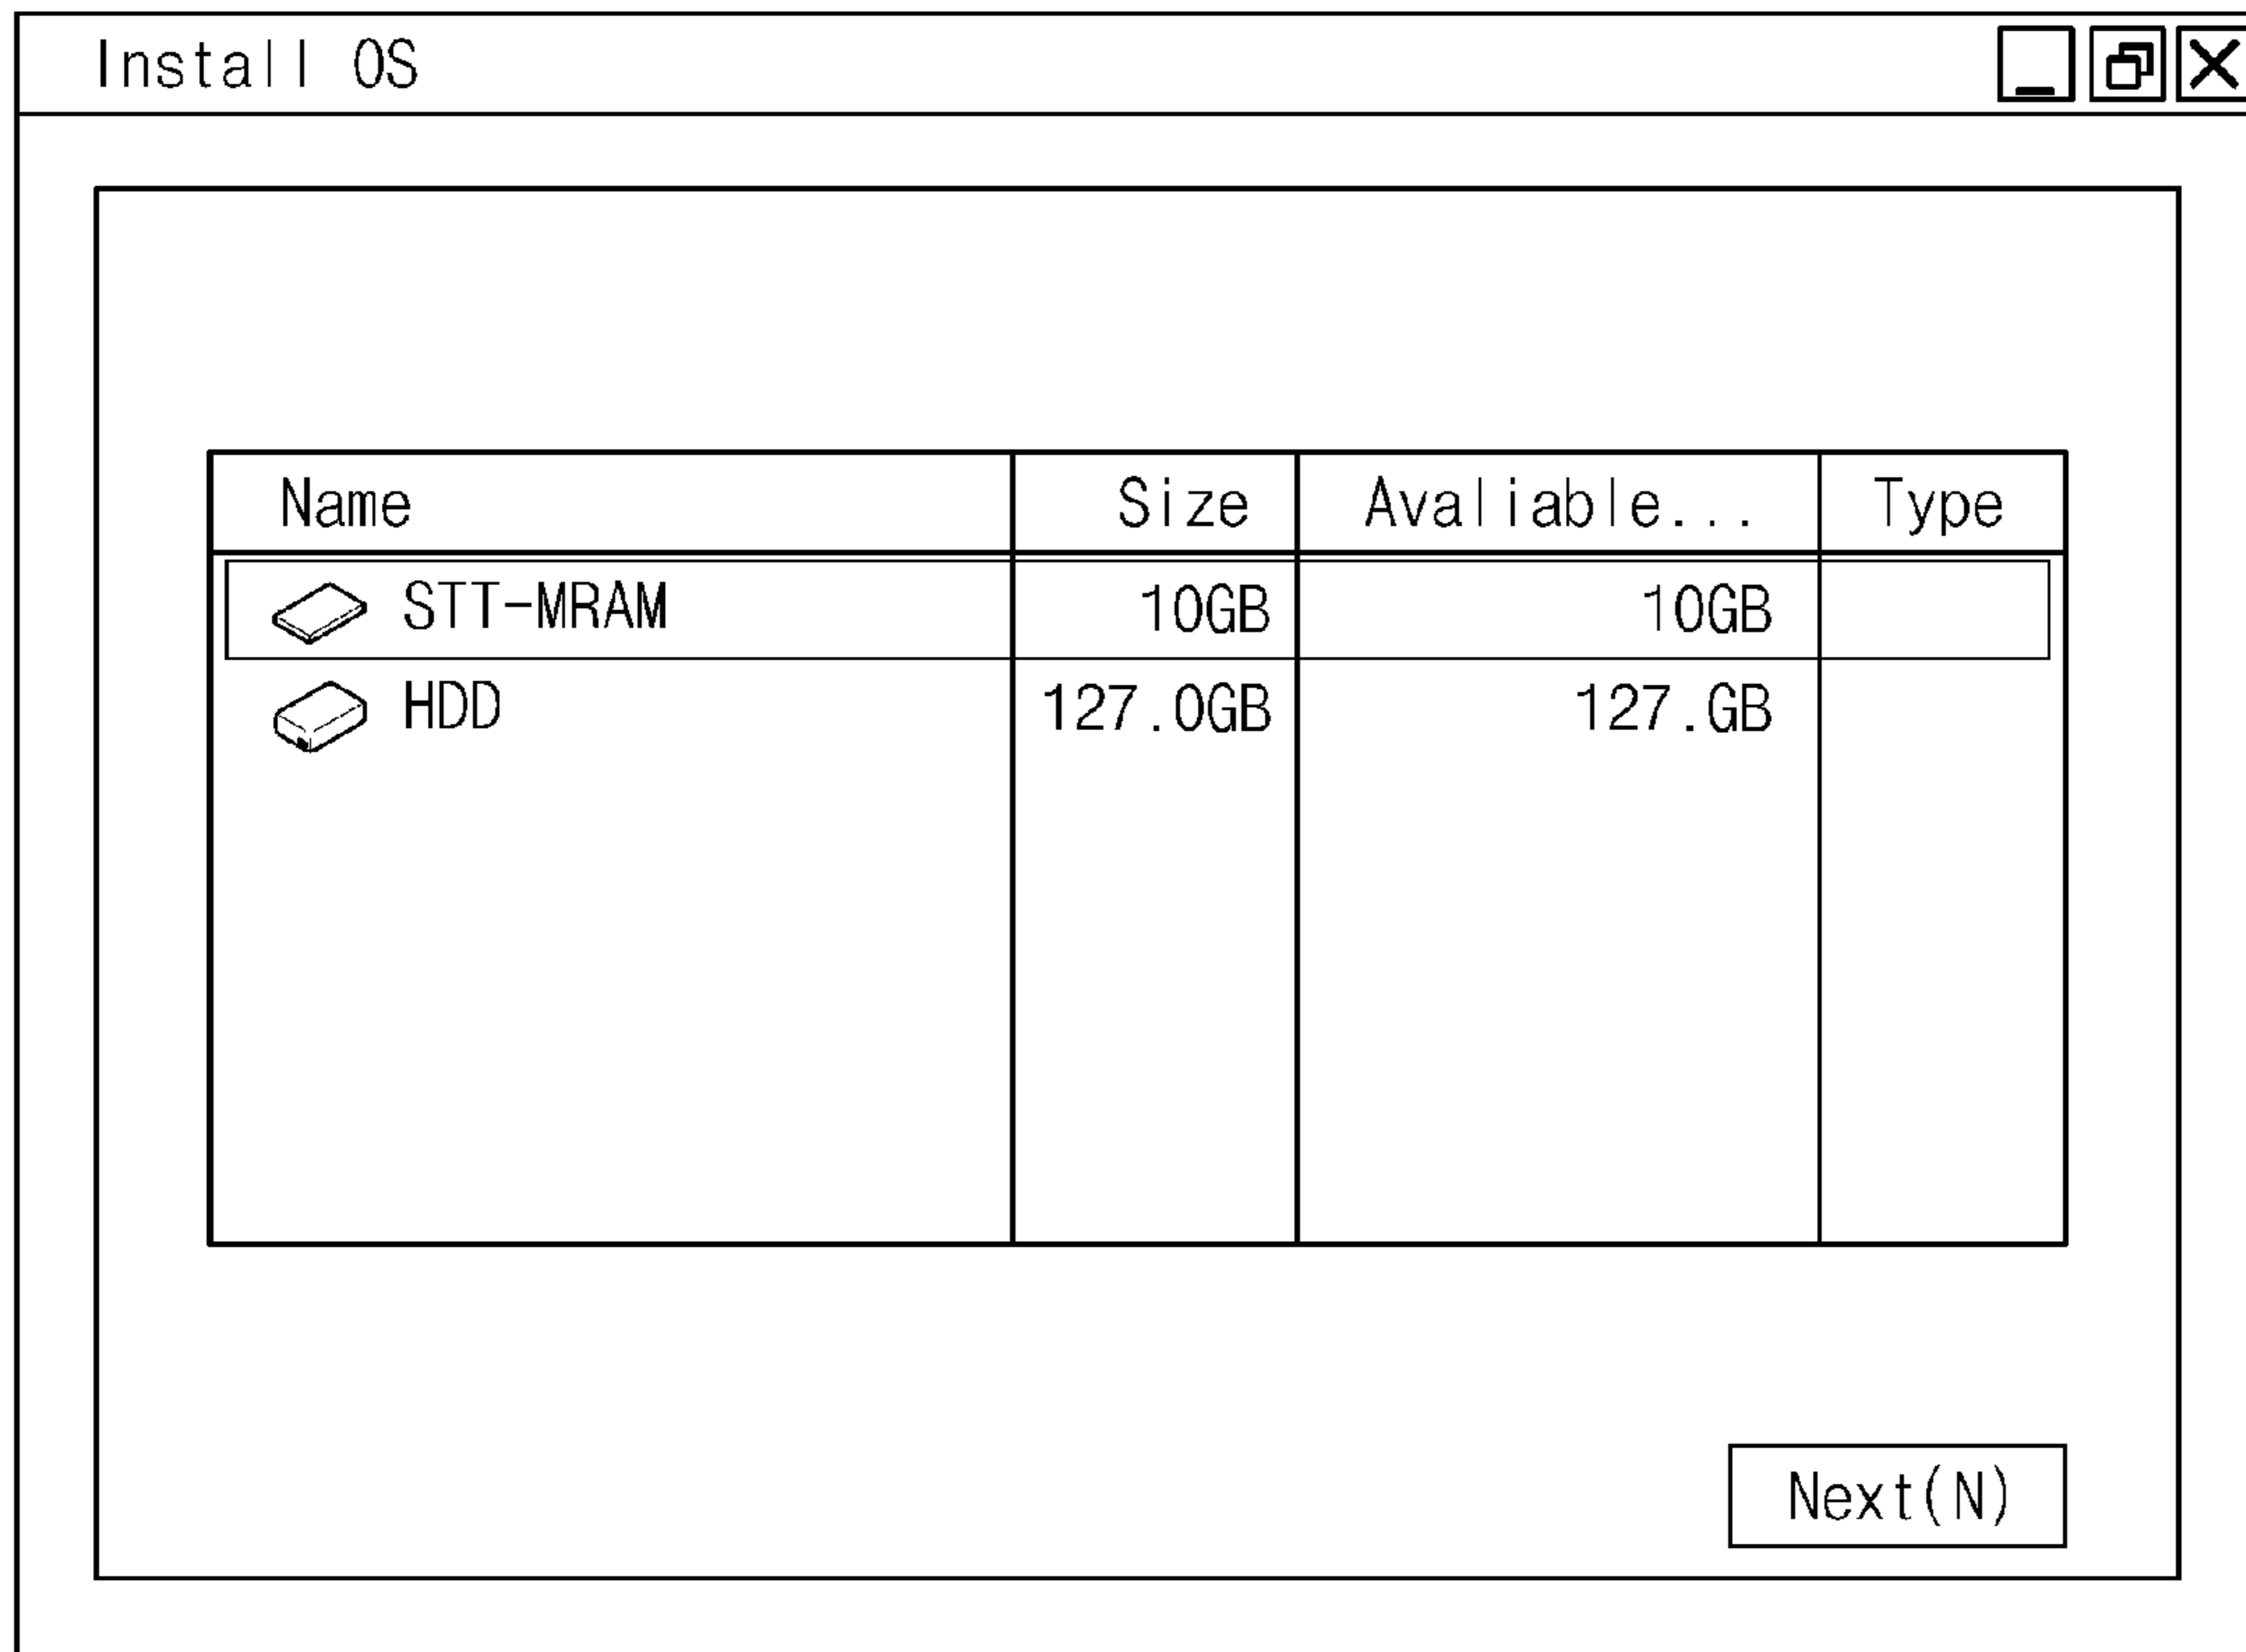 Install OS
Name Size Avaliable... Type
STT-MRAM 10GB 10GB
HDD 127.0GB 127.GB
Next(N)